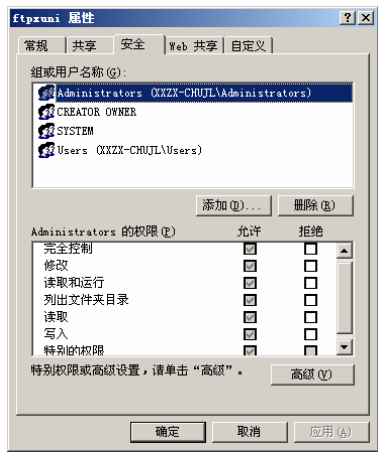 ftpxuni 属性
常规 共享 安全 Web 共享 自定义
组或用户名称(G):
Administrators (XXZX-CHUJL\Administrators)
CREATOR OWNER
SYSTEM
Users (XXZX-CHUJL\Users)
添加(D)... 删除(R)
Administrators 的权限(P) 允许 拒绝
完全控制
修改
读取和运行
列出文件夹目录
读取
写入
特别的权限
特别权限或高级设置，请单击“高级”。
高级(V)
确定 取消 应用(A)